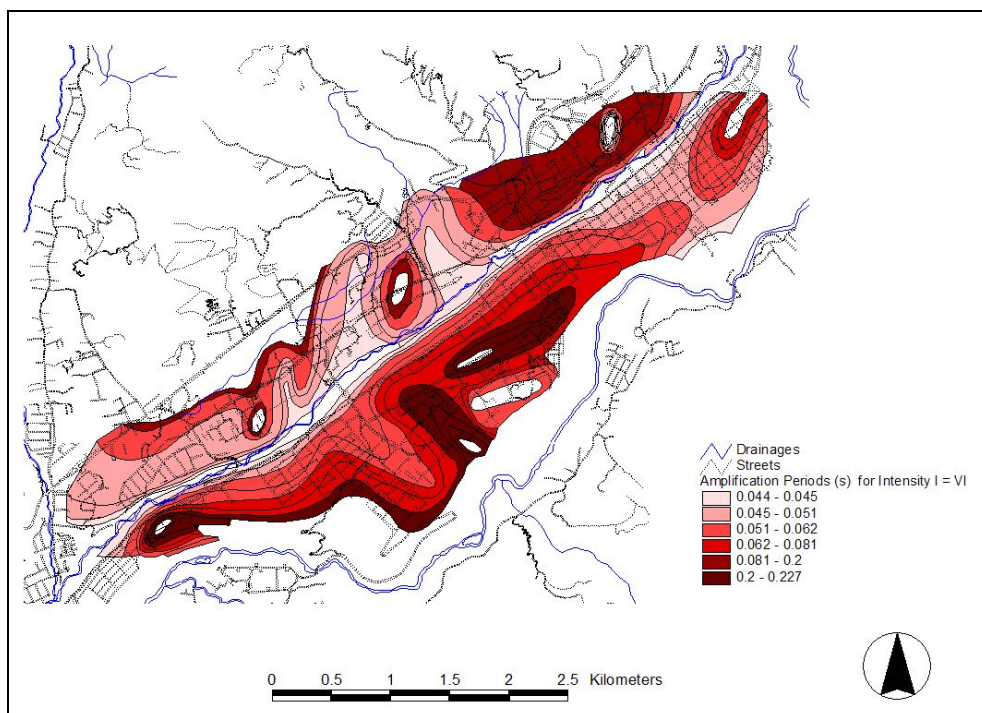 Drainages
Streets
Amplification Periods (s) for Intensity I = VI
0.044 - 0.045
0.045 - 0.051
0.051 - 0.062
0.062 - 0.081
0.081 - 0.2
0.2 - 0.227
0 0.5 1 1.5 2 2.5 Kilometers